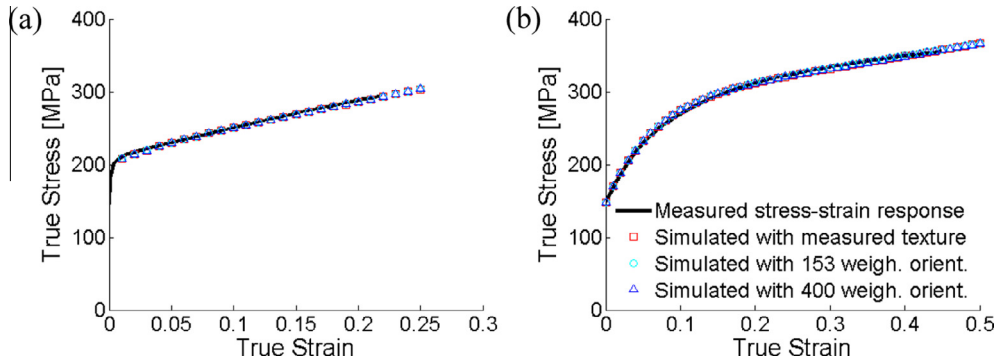 (a)
400
300
200
100
0
True Stress [MPa]
0 0.05 0.1 0.15 0.2 0.25 0.3
True Strain
(b)
400
300
200
100
0
True Stress [MPa]
Measured stress-strain response
Simulated with measured texture
Simulated with 153 weigh. orient.
Simulated with 400 weigh. orient.
0 0.1 0.2 0.3 0.4 0.5
True Strain